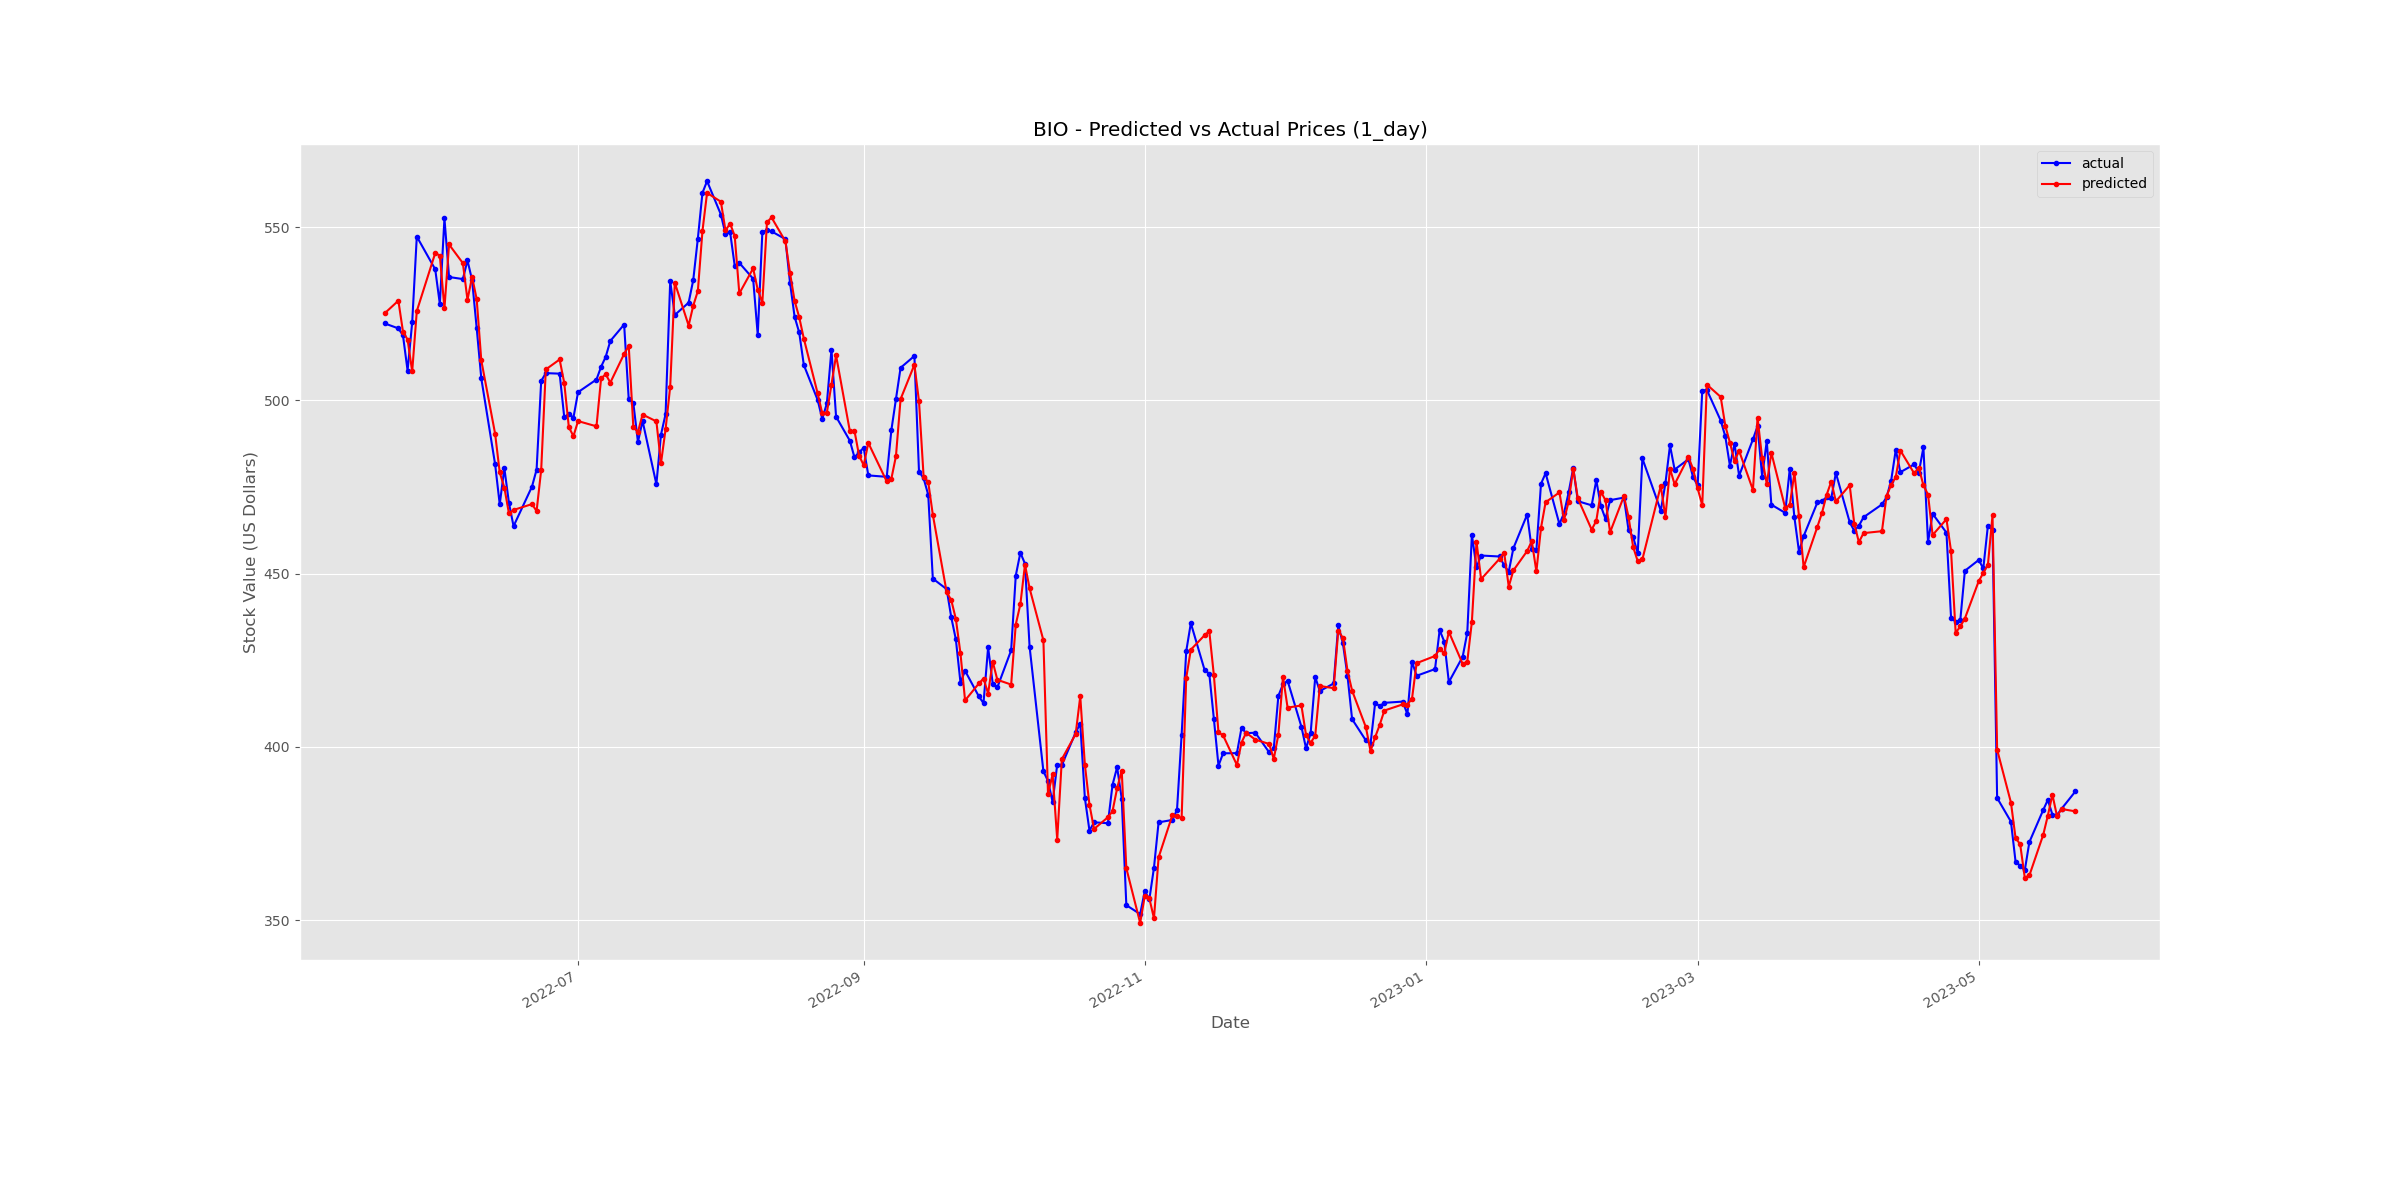 BIO - Predicted vs Actual Prices (1_day)
actual
predicted
Stock Value (US Dollars)
550
500
450
400
350
2022-07
2022-09
2022-11
2023-01
2023-03
2023-05
Date